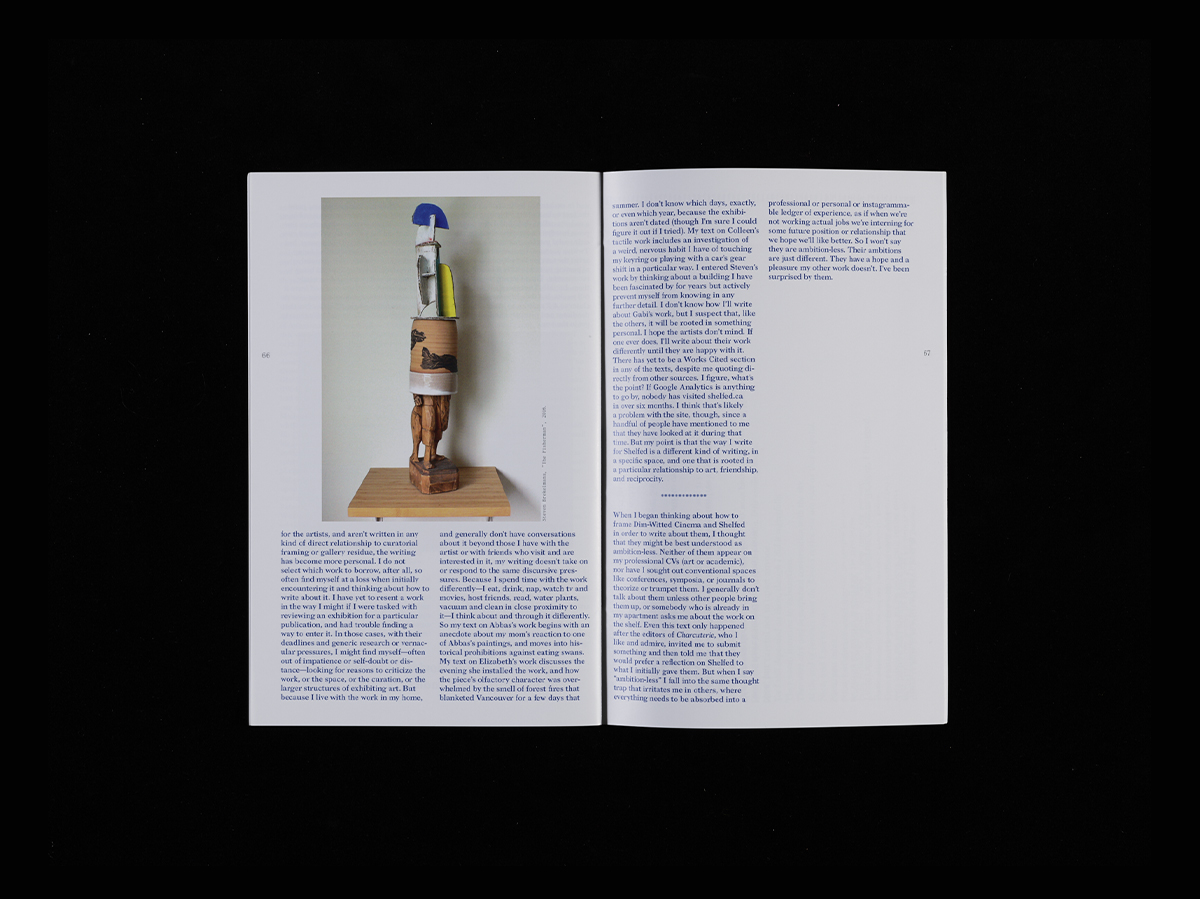 66
"The Fisherman", 2016.
for the artists, and aren't written in any
kind of direct relationship to curatorial
framing or gallery residue, the writing
has become more personal. I do not
select which work to borrow, after all, so
often find myself at a loss when initially
encountering it and thinking about how to
write about it. I have yet to resent a work
in the way I might if I were tasked with
reviewing an exhibition for a particular
publication, and had trouble finding a
way to enter it. In those cases, with their
deadlines and generic research or vernac-
ular pressures, I might find myself—often
out of impatience or self-doubt or dis-
tance—looking for reasons to criticize the
work, or the space, or the curation, or the
larger structures of exhibiting art. But
because I live with the work in my home,
and generally don't have conversations
about it beyond those I have with the
artist or with friends who visit and are
interested in it, my writing doesn't take on
or respond to the same discursive pres-
sures. Because I spend time with the work
differently—I eat, drink, nap, watch tv and
movies, host friends, read, water plants,
vacuum and clean in close proximity to
it—I think about and through it differently.
So my text on Abbas's work begins with an
anecdote about my mom's reaction to one
of Abbas's paintings, and moves into his-
torical prohibitions against eating swans.
My text on Elizabeth's work discusses the
evening she installed the work, and how
the piece's olfactory character was over-
whelmed by the smell of forest fires that
blanketed Vancouver for a few days that
summer. I don't know which days, exactly,
or even which year, because the exhibi-
tions aren't dated (though I'm sure I could
figure it out if I tried). My text on Colleen's
tactile work includes an investigation of
a weird, nervous habit I have of touching
my keyring or playing with a car's gear
shift in a particular way. I entered Steven's
work by thinking about a building I have
been fascinated by for years but actively
prevent myself from knowing in any
further detail. I don't know how I'll write
about Gabi's work, but I suspect that, like
the others, it will be rooted in something
personal. I hope the artists don't mind. If
one ever does, I'll write about their work
differently until they are happy with it.
There has yet to be a Works Cited section
in any of the texts, despite me quoting di-
rectly from other sources. I figure, what's
the point? If Google Analytics is anything
to go by, nobody has visited shelfed.ca
in over six months. I think that's likely
a problem with the site, though, since a
handful of people have mentioned to me
that they have looked at it during that
time. But my point is that the way I write
for Shelfed is a different kind of writing, in
a specific space, and one that is rooted in
a particular relationship to art, friendship,
and reciprocity.
*************
When I began thinking about how to
frame Dim-Witted Cinema and Shelfed
in order to write about them, I thought
that they might be best understood as
ambition-less. Neither of them appear on
my professional CVs (art or academic),
nor have I sought out conventional spaces
like conferences, symposia, or journals to
theorize or trumpet them. I generally don't
talk about them unless other people bring
them up, or somebody who is already in
my apartment asks me about the work on
the shelf. Even this text only happened
after the editors of Charcuterie, who I
like and admire, invited me to submit
something and then told me that they
would prefer a reflection on Shelfed to
what I initially gave them. But when I say
"ambition-less" I fall into the same thought
trap that irritates me in others, where
everything needs to be absorbed into a
professional or personal or instagramma-
ble ledger of experience, as if when we're
not working actual jobs we're interning for
some future position or relationship that
we hope we'll like better. So I won't say
they are ambition-less. Their ambitions
are just different. They have a hope and a
pleasure my other work doesn't. I've been
surprised by them.
67